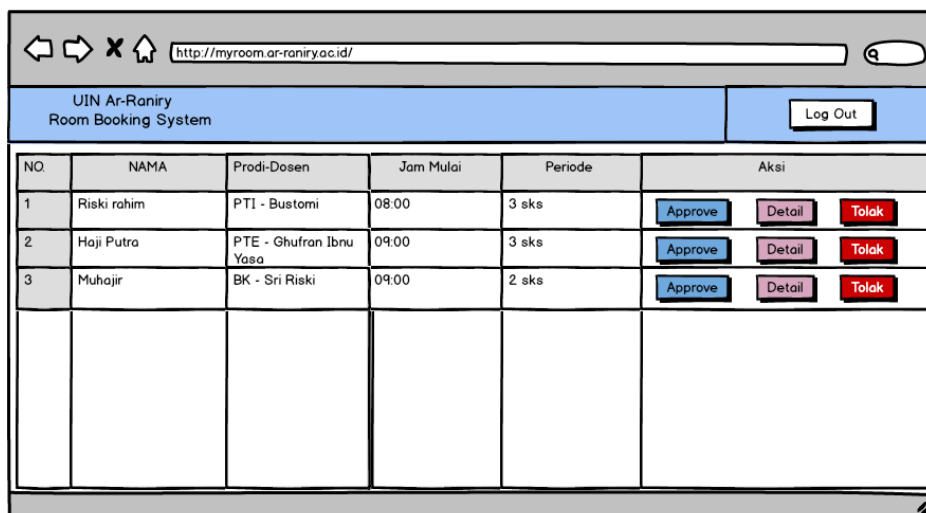 http://myroom.ar-raniry.ac.id/
UIN Ar-Raniry
Room Booking System
Log Out
NO. NAMA Prodi-Dosen Jam Mulai Periode Aksi
1 Riski rahim PTI - Bustomi 08:00 3 sks Approve Detail Tolak
2 Haji Putra PTE - Ghufran Ibnu 09:00 3 sks Approve Detail Tolak
Yasa
3 Muhajir BK - Sri Riski 09:00 2 sks Approve Detail Tolak